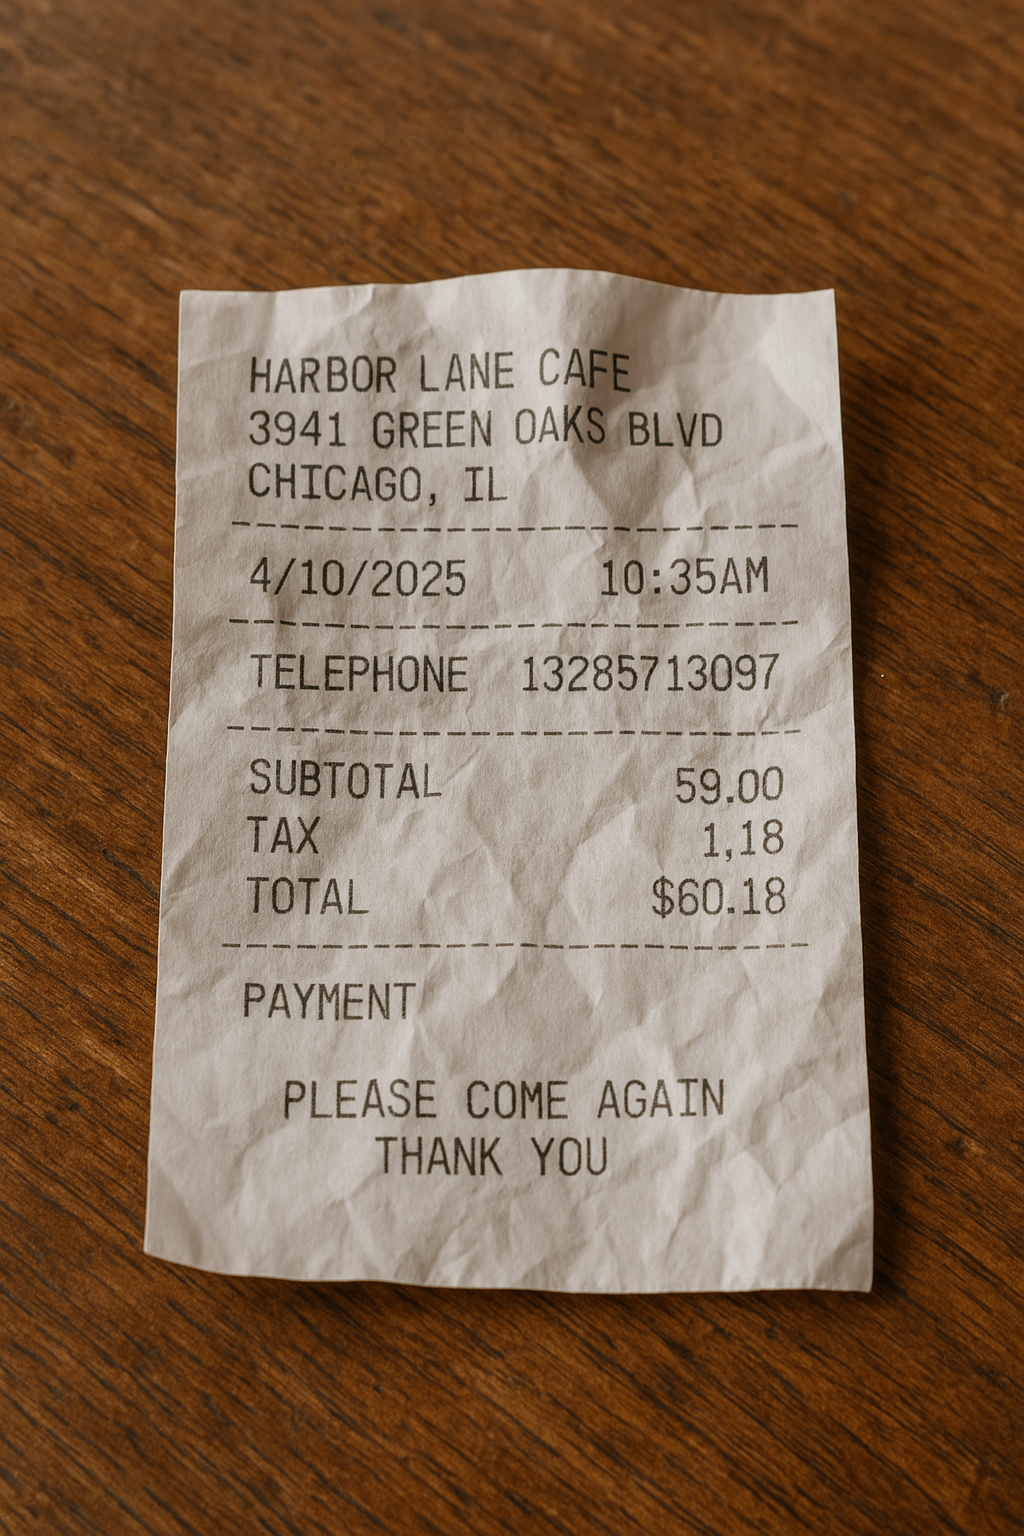 HARBOR LANE CAFE
3941 GREEN OAKS BLVD
CHICAGO, IL
4/10/2025 10:35AM
TELEPHONE 13285713097
SUBTOTAL 59.00
TAX 1,18
TOTAL $60.18
PAYMENT
PLEASE COME AGAIN
THANK YOU